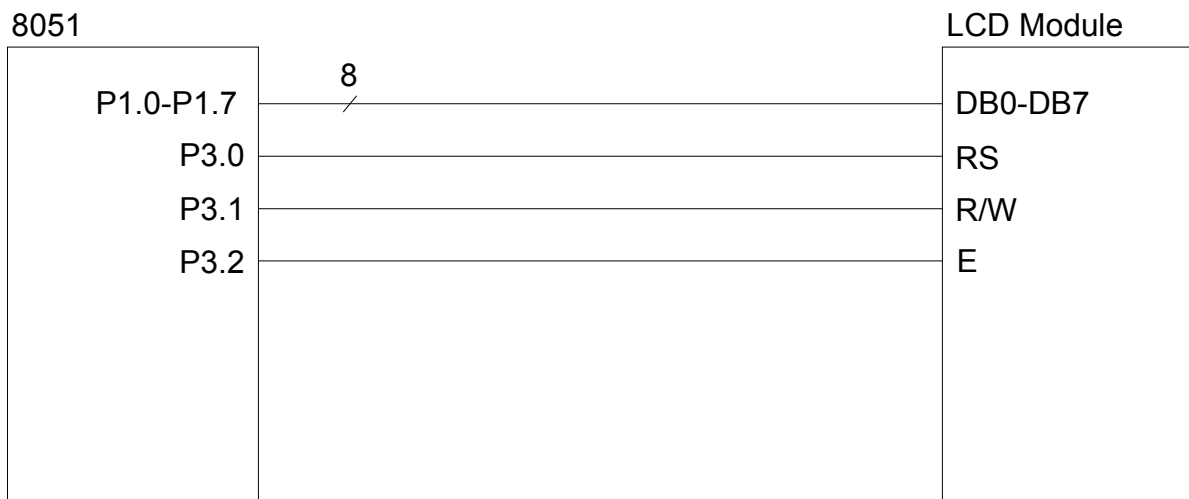 8051
LCD Module
8
P1.0-P1.7
DB0-DB7
P3.0
RS
P3.1
R/W
P3.2
E